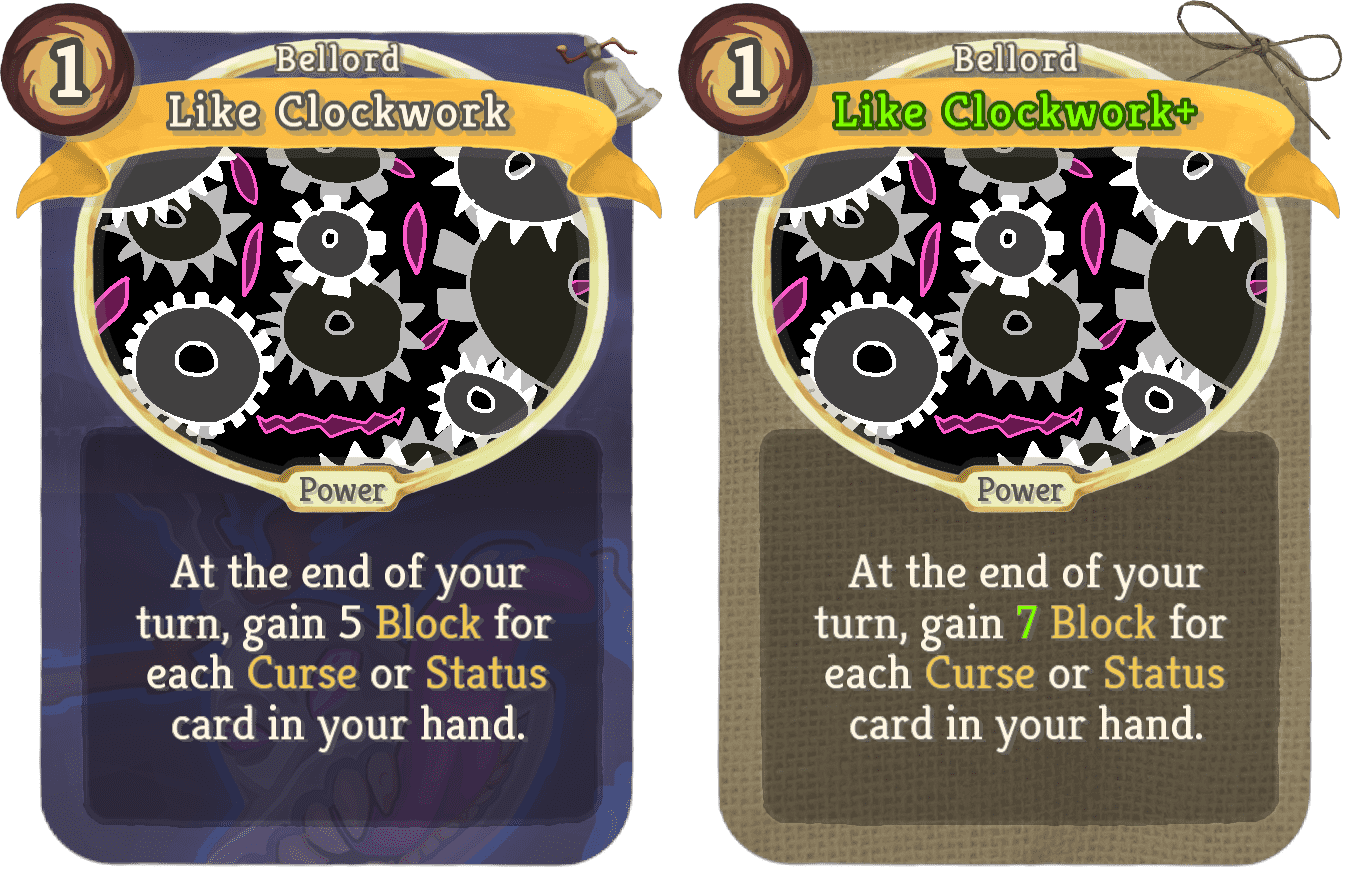 1
Bellord
Like Clockwork
Power
At the end of your
turn, gain 5 Block for
each Curse or Status
card in your hand.
1
Bellord
Like Clockwork+
Power
At the end of your
turn, gain 7 Block for
each Curse or Status
card in your hand.